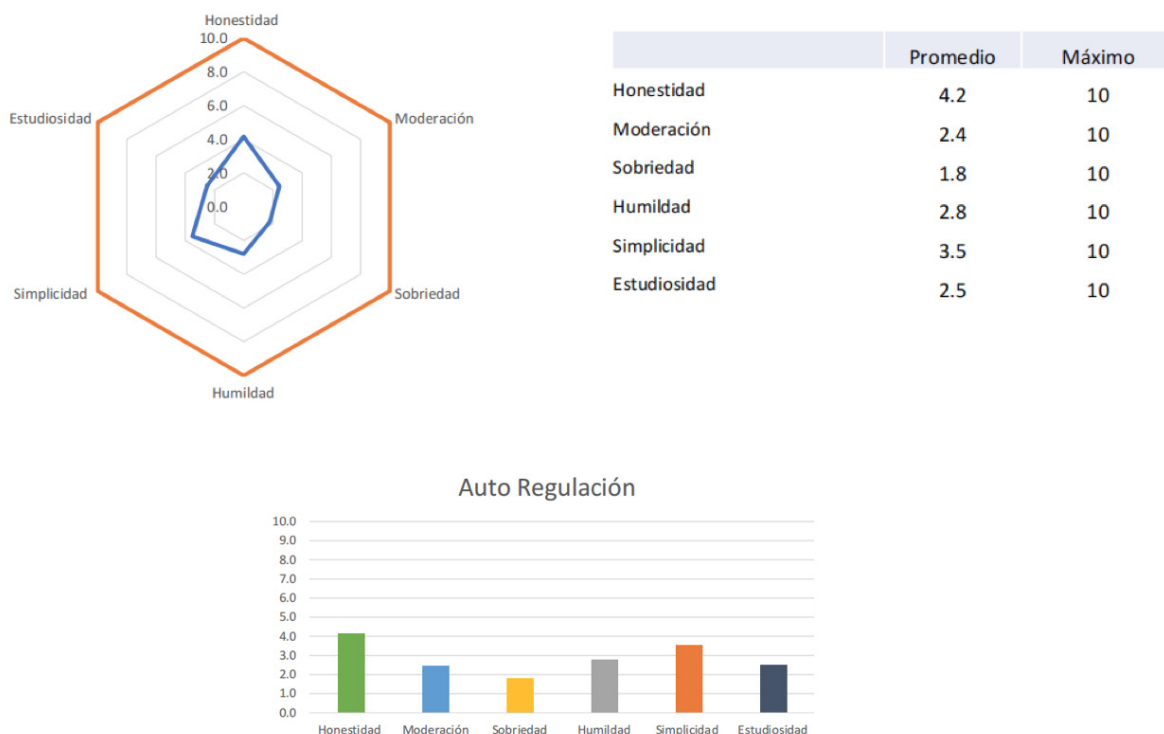 Honestidad
10.0
8.0
6.0
4.0
2.0
0.0
Estudiosidad
Moderación
Simplicidad
Sobriedad
Humildad
Promedio Máximo
Honestidad 4.2 10
Moderación 2.4 10
Sobriedad 1.8 10
Humildad 2.8 10
Simplicidad 3.5 10
Estudiosidad 2.5 10
Auto Regulación
10.0
9.0
8.0
7.0
6.0
5.0
4.0
3.0
2.0
1.0
0.0
Honestidad Moderación Sobriedad Humildad Simplicidad Estudiosidad